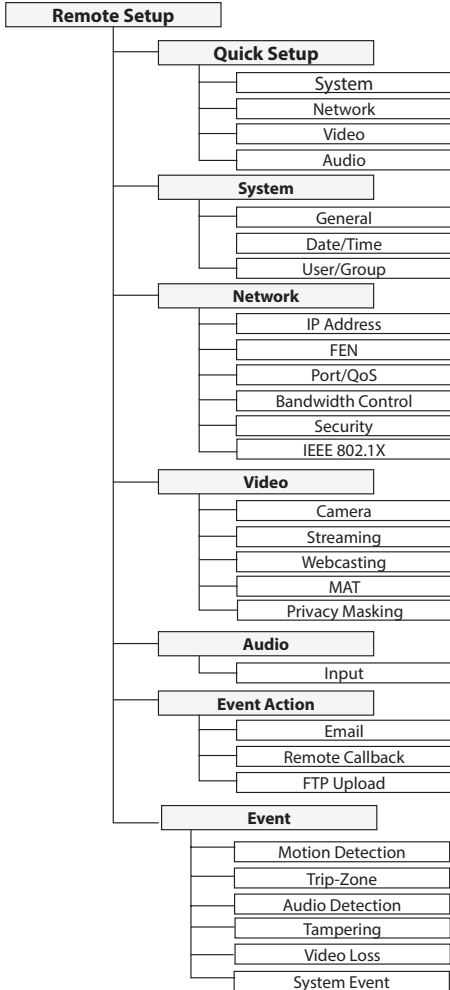 Remote Setup
Quick Setup
System
Network
Video
Audio
System
General
Date/Time
User/Group
Network
IP Address
FEN
Port/QoS
Bandwidth Control
Security
IEEE 802.1X
Video
Camera
Streaming
Webcasting
MAT
Privacy Masking
Audio
Input
Event Action
Email
Remote Callback
FTP Upload
Event
Motion Detection
Trip-Zone
Audio Detection
Tampering
Video Loss
System Event